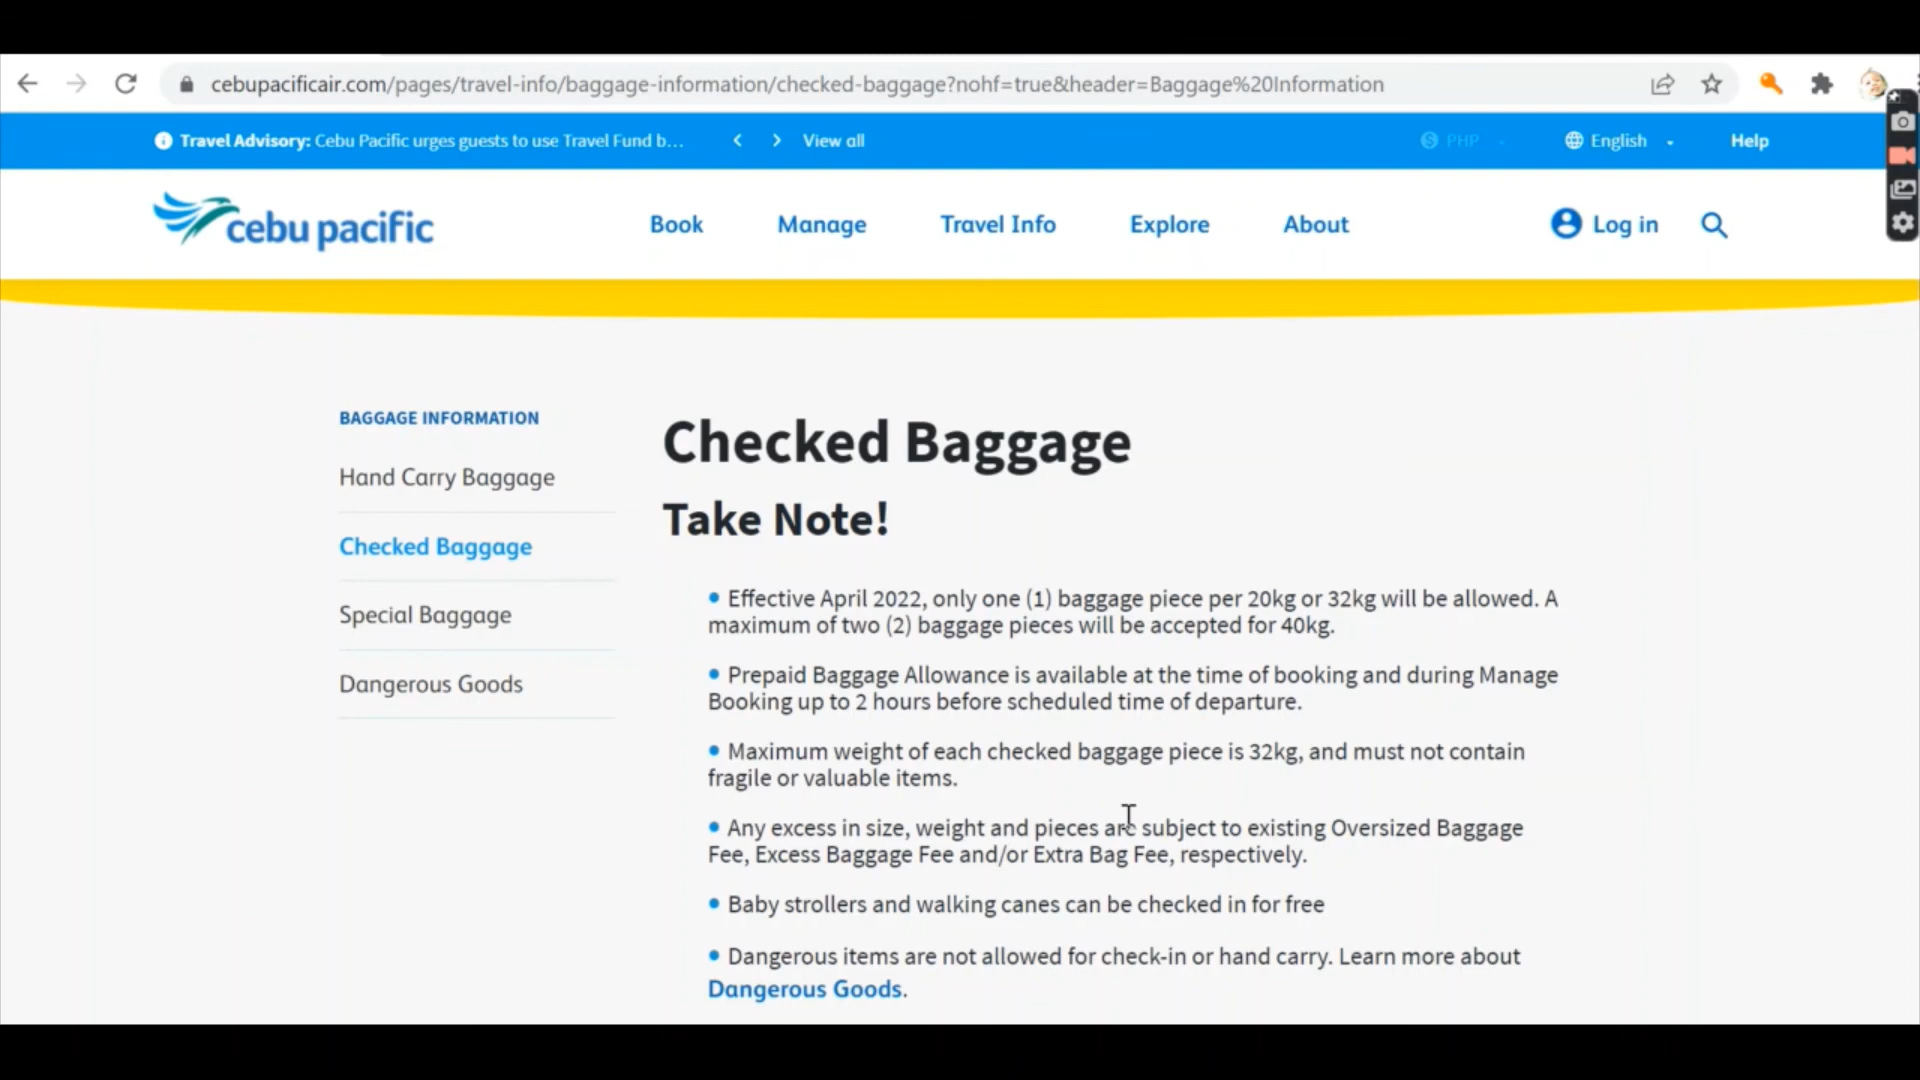 cebupacificair.com/pages/travel-info/baggage-information/checked-baggage?nohf=true&header=Baggage%20Information
Travel Advisory: Cebu Pacific urges guests to use Travel Fund b...
View all
PHP
English
Help
cebu pacific
Book
Manage
Travel Info
Explore
About
Log in
BAGGAGE INFORMATION
Hand Carry Baggage
Checked Baggage
Special Baggage
Dangerous Goods
Checked Baggage
Take Note!
• Effective April 2022, only one (1) baggage piece per 20kg or 32kg will be allowed. A
maximum of two (2) baggage pieces will be accepted for 40kg.
• Prepaid Baggage Allowance is available at the time of booking and during Manage
Booking up to 2 hours before scheduled time of departure.
• Maximum weight of each checked baggage piece is 32kg, and must not contain
fragile or valuable items.
• Any excess in size, weight and pieces are subject to existing Oversized Baggage
Fee, Excess Baggage Fee and/or Extra Bag Fee, respectively.
• Baby strollers and walking canes can be checked in for free
• Dangerous items are not allowed for check-in or hand carry. Learn more about
Dangerous Goods.